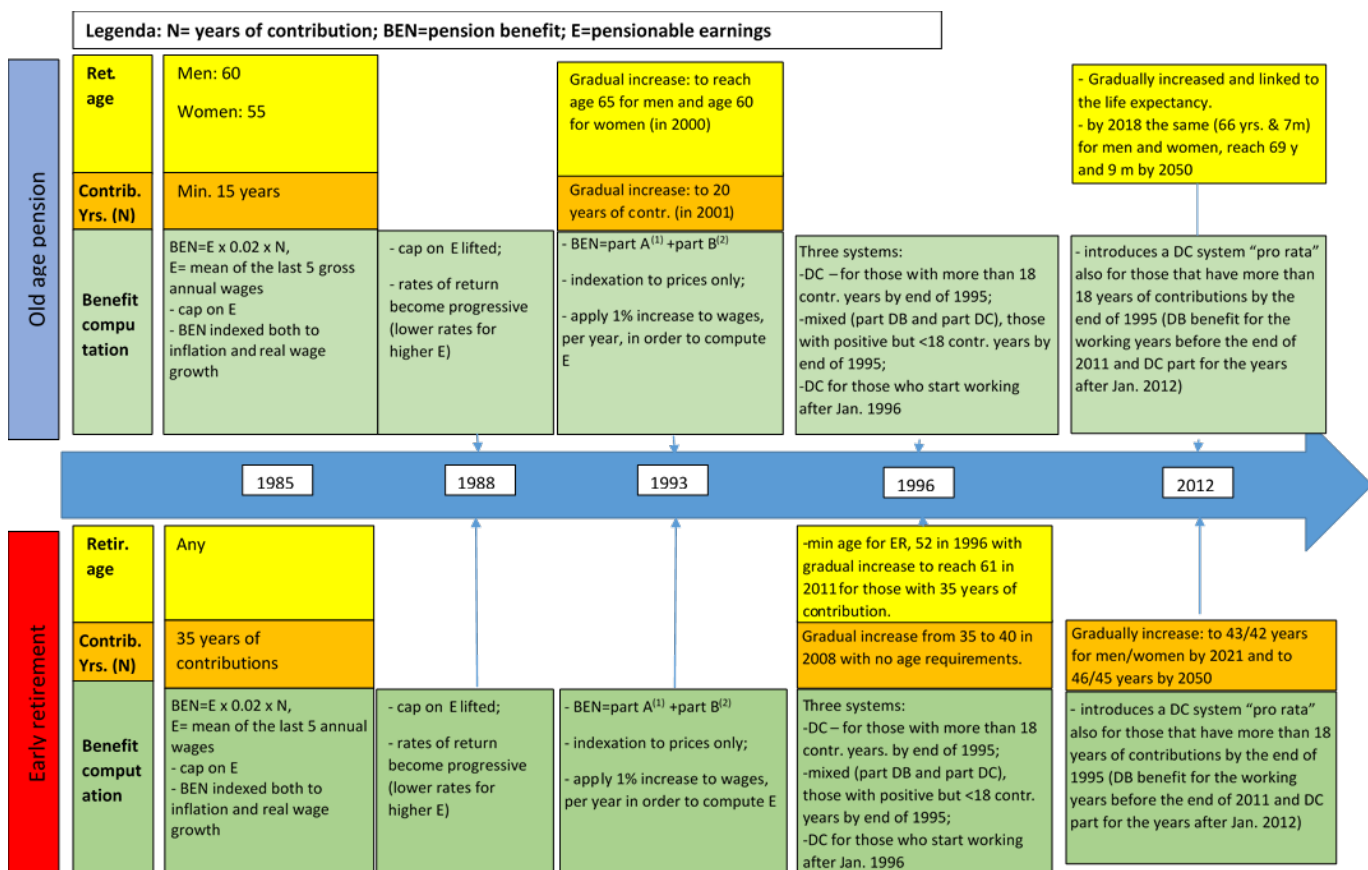 Legenda: N= years of contribution; BEN=pension benefit; E=pensionable earnings
Old age pension
Ret.
age
Men: 60
Women: 55
Gradual increase: to reach
age 65 for men and age 60
for women (in 2000)
- Gradually increased and linked to
the life expectancy.
- by 2018 the same (66 yrs. & 7m)
for men and women, reach 69 y
and 9 m by 2050
Contrib.
Yrs. (N)
Min. 15 years
Gradual increase: to 20
years of contr. (in 2001)
Benefit
compu
tation
BEN=E x 0.02 x N,
E= mean of the last 5 gross
annual wages
- cap on E
- BEN indexed both to
inflation and real wage
growth
- cap on E lifted;
- rates of return
become progressive
(lower rates for
higher E)
- BEN=part A(1) +part B(2)
- indexation to prices only;
- apply 1% increase to wages,
per year, in order to compute
E
Three systems:
-DC – for those with more than 18
contr. years by end of 1995;
-mixed (part DB and part DC), those
with positive but <18 contr. years by
end of 1995;
-DC for those who start working
after Jan. 1996
- introduces a DC system "pro rata"
also for those that have more than
18 years of contributions by the
end of 1995 (DB benefit for the
working years before the end of
2011 and DC part for the years
after Jan. 2012)
1985
1988
1993
1996
2012
Early retirement
Retir.
age
Any
-min age for ER, 52 in 1996 with
gradual increase to reach 61 in
2011 for those with 35 years of
contribution.
Contrib.
Yrs. (N)
35 years of
contributions
Gradual increase from 35 to 40 in
2008 with no age requirements.
Gradually increase: to 43/42 years
for men/women by 2021 and to
46/45 years by 2050
Benefit
comput
ation
BEN=E x 0.02 x N,
E= mean of the last 5 annual
wages
- cap on E
- BEN indexed both to
inflation and real wage
growth
- cap on E lifted;
- rates of return
become progressive
(lower rates for
higher E)
- BEN=part A(1) +part B(2)
- indexation to prices only;
- apply 1% increase to wages,
per year in order to compute E
Three systems:
-DC – for those with more than 18
contr. years. by end of 1995;
-mixed (part DB and part DC),
those with positive but <18 contr.
years by end of 1995;
-DC for those who start working
after Jan. 1996
- introduces a DC system "pro rata"
also for those that have more than 18
years of contributions by the end of
1995 (DB benefit for the working
years before the end of 2011 and DC
part for the years after Jan. 2012)